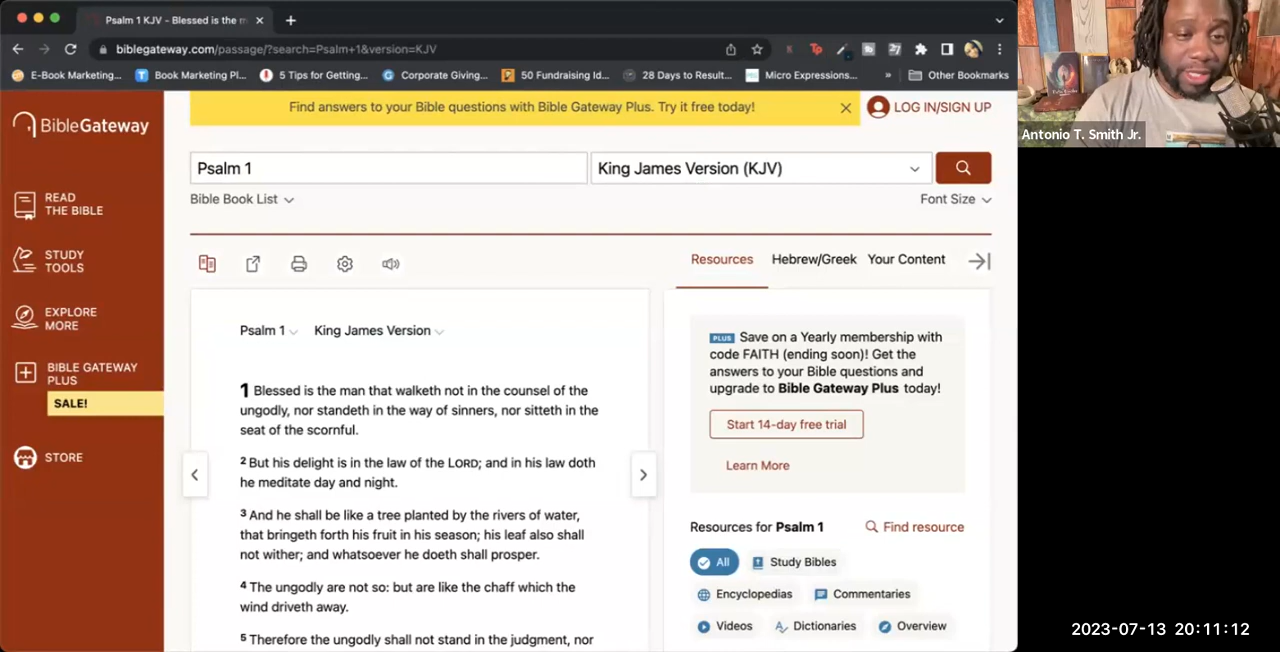 Psalm 1 KJV - Blessed is the m
biblegateway.com/passage/?search=Psalm+1&version=KJV
E-Book Marketing...
Book Marketing Pl...
5 Tips for Getting...
Corporate Giving...
50 Fundraising Id...
28 Days to Result...
Micro Expressions...
Other Bookmarks
Find answers to your Bible questions with Bible Gateway Plus. Try it free today!
LOG IN/SIGN UP
BibleGateway
READ
THE BIBLE
STUDY
TOOLS
EXPLORE
MORE
BIBLE GATEWAY
PLUS
SALE!
STORE
Psalm 1
King James Version (KJV)
Bible Book List
Font Size
Resources
Hebrew/Greek
Your Content
Psalm 1
King James Version
1 Blessed is the man that walketh not in the counsel of the
ungodly, nor standeth in the way of sinners, nor sitteth in the
seat of the scornful.
2 But his delight is in the law of the LORD; and in his law doth
he meditate day and night.
3 And he shall be like a tree planted by the rivers of water,
that bringeth forth his fruit in his season; his leaf also shall
not wither; and whatsoever he doeth shall prosper.
4 The ungodly are not so: but are like the chaff which the
wind driveth away.
5 Therefore the ungodly shall not stand in the judgment, nor
PLUS Save on a Yearly membership with
code FAITH (ending soon)! Get the
answers to your Bible questions and
upgrade to Bible Gateway Plus today!
Start 14-day free trial
Learn More
Resources for Psalm 1
Find resource
All
Study Bibles
Encyclopedias
Commentaries
Videos
Dictionaries
Overview
Antonio T. Smith Jr.
2023-07-13 20:11:12